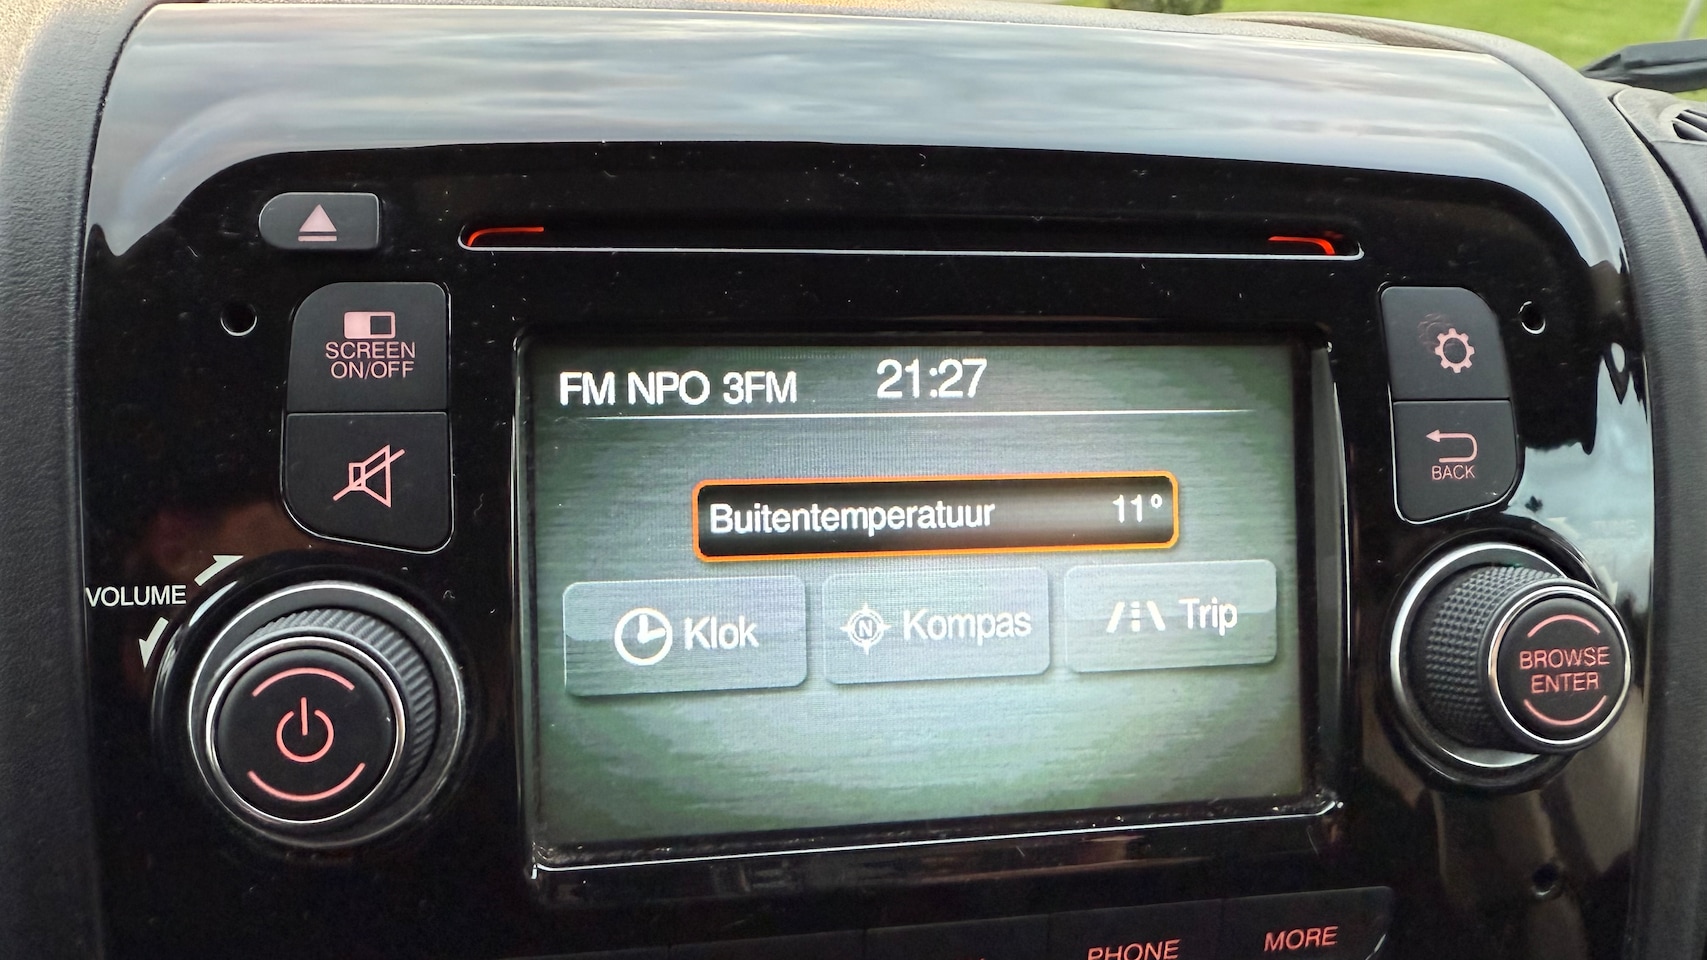 SCREEN
ON/OFF
FM NPO 3FM 21:27
BACK
Buitentemperatuur 11°
VOLUME
Klok
N
Kompas
Trip
BROWSE
ENTER
PHONE
MORE